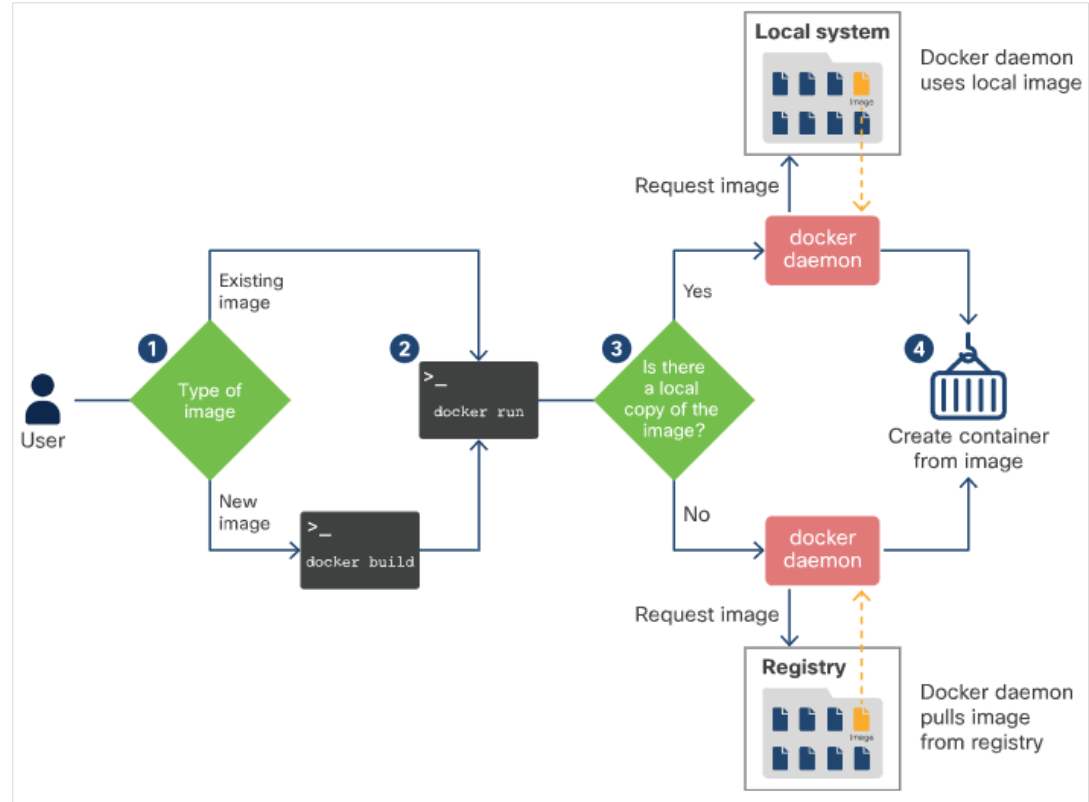 Local system
Image
Docker daemon
uses local image
Request image
docker
daemon
Existing
image
Yes
1
Type of
image
2
>_
docker run
3
Is there
a local
copy of the
image?
4
User
Create container
from image
New
image
>_
docker build
No
docker
daemon
Request image
Registry
Image
Docker daemon
pulls image
from registry